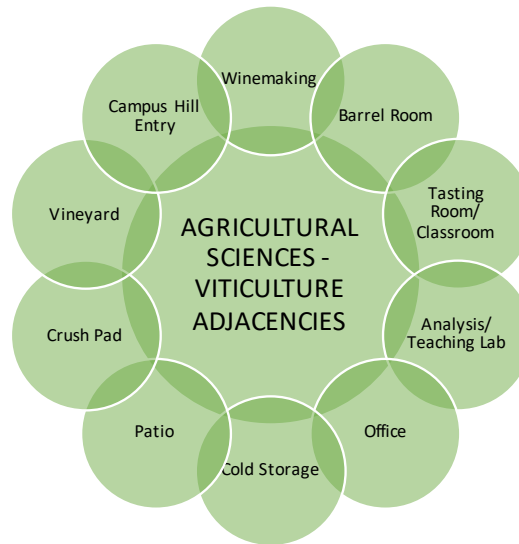 Winemaking
Campus Hill
Entry
Barrel Room
Vineyard
Tasting
Room/
Classroom
AGRICULTURAL
SCIENCES -
VITICULTURE
ADJACENCIES
Crush Pad
Analysis/
Teaching Lab
Patio
Office
Cold Storage